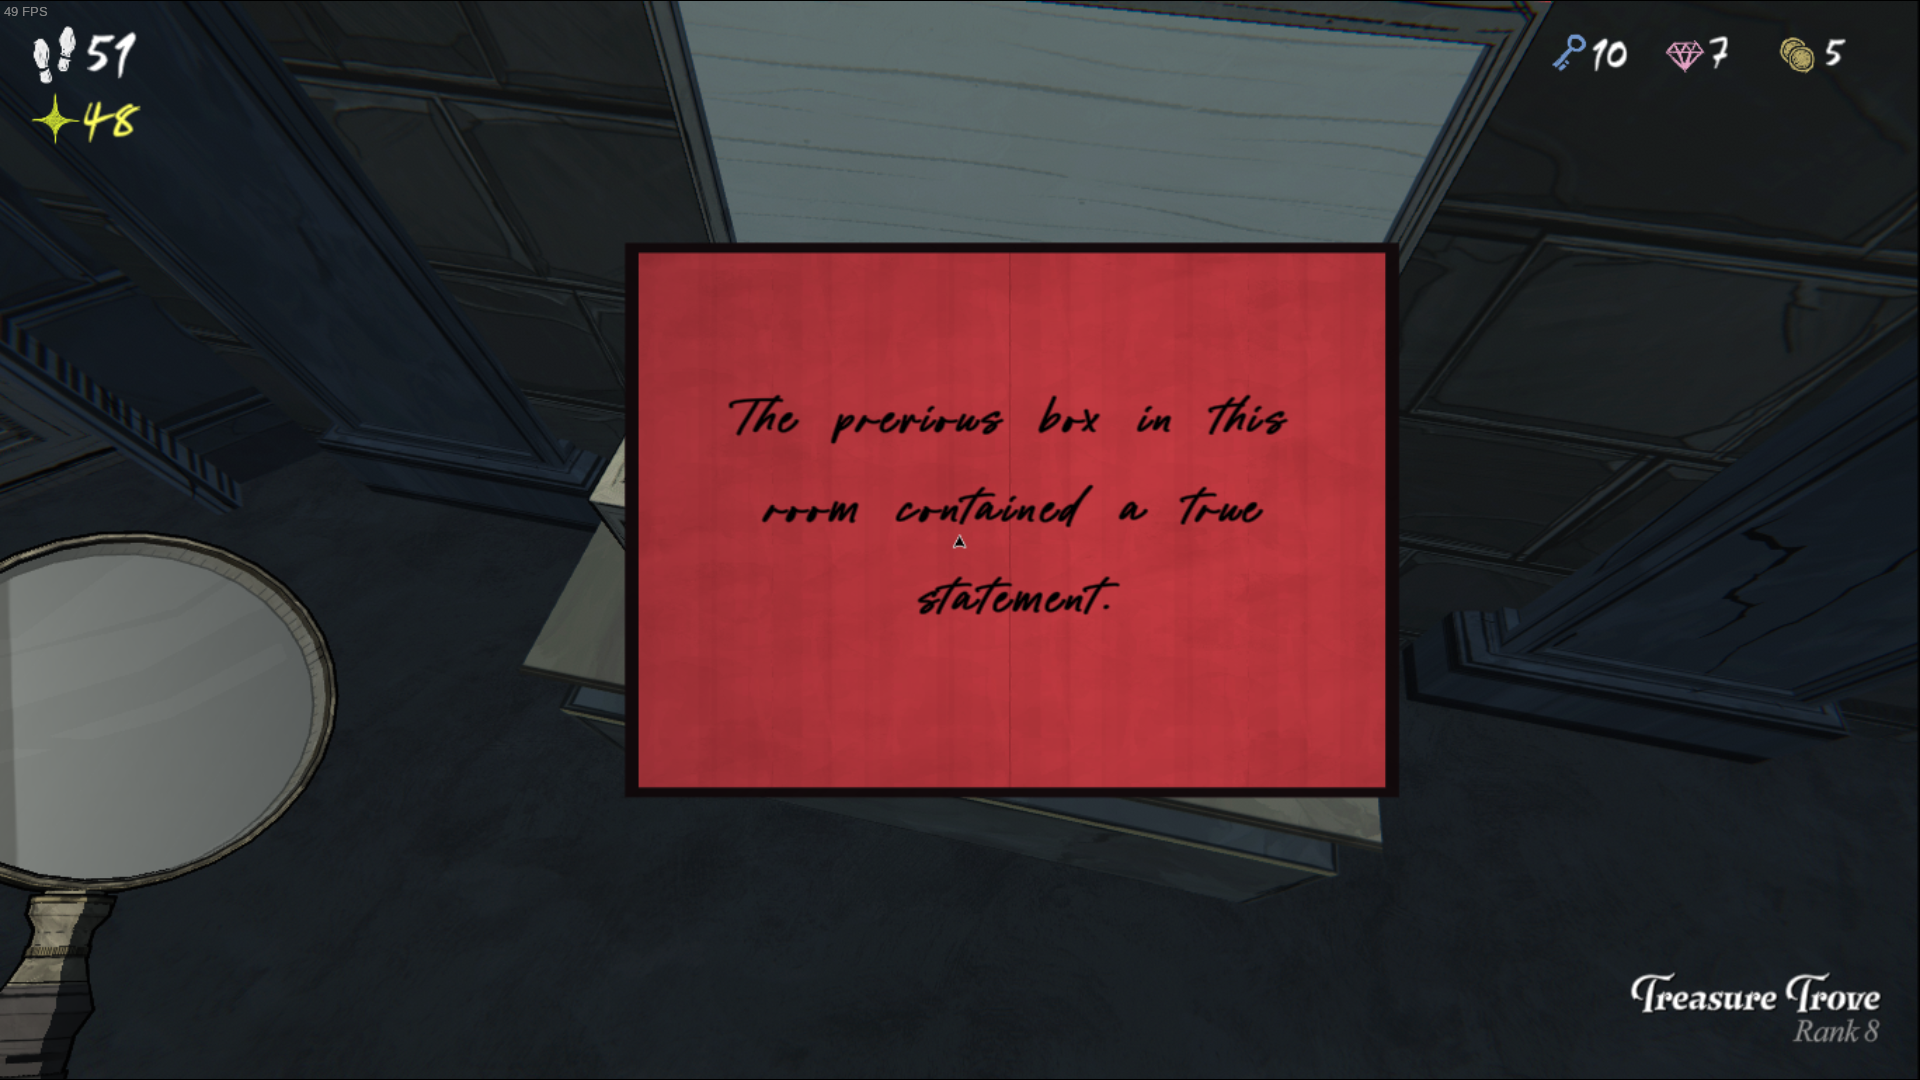 49 FPS
51
48
10 7 5
The previous box in this
room contained a true
statement.
Treasure Trove
Rank 8